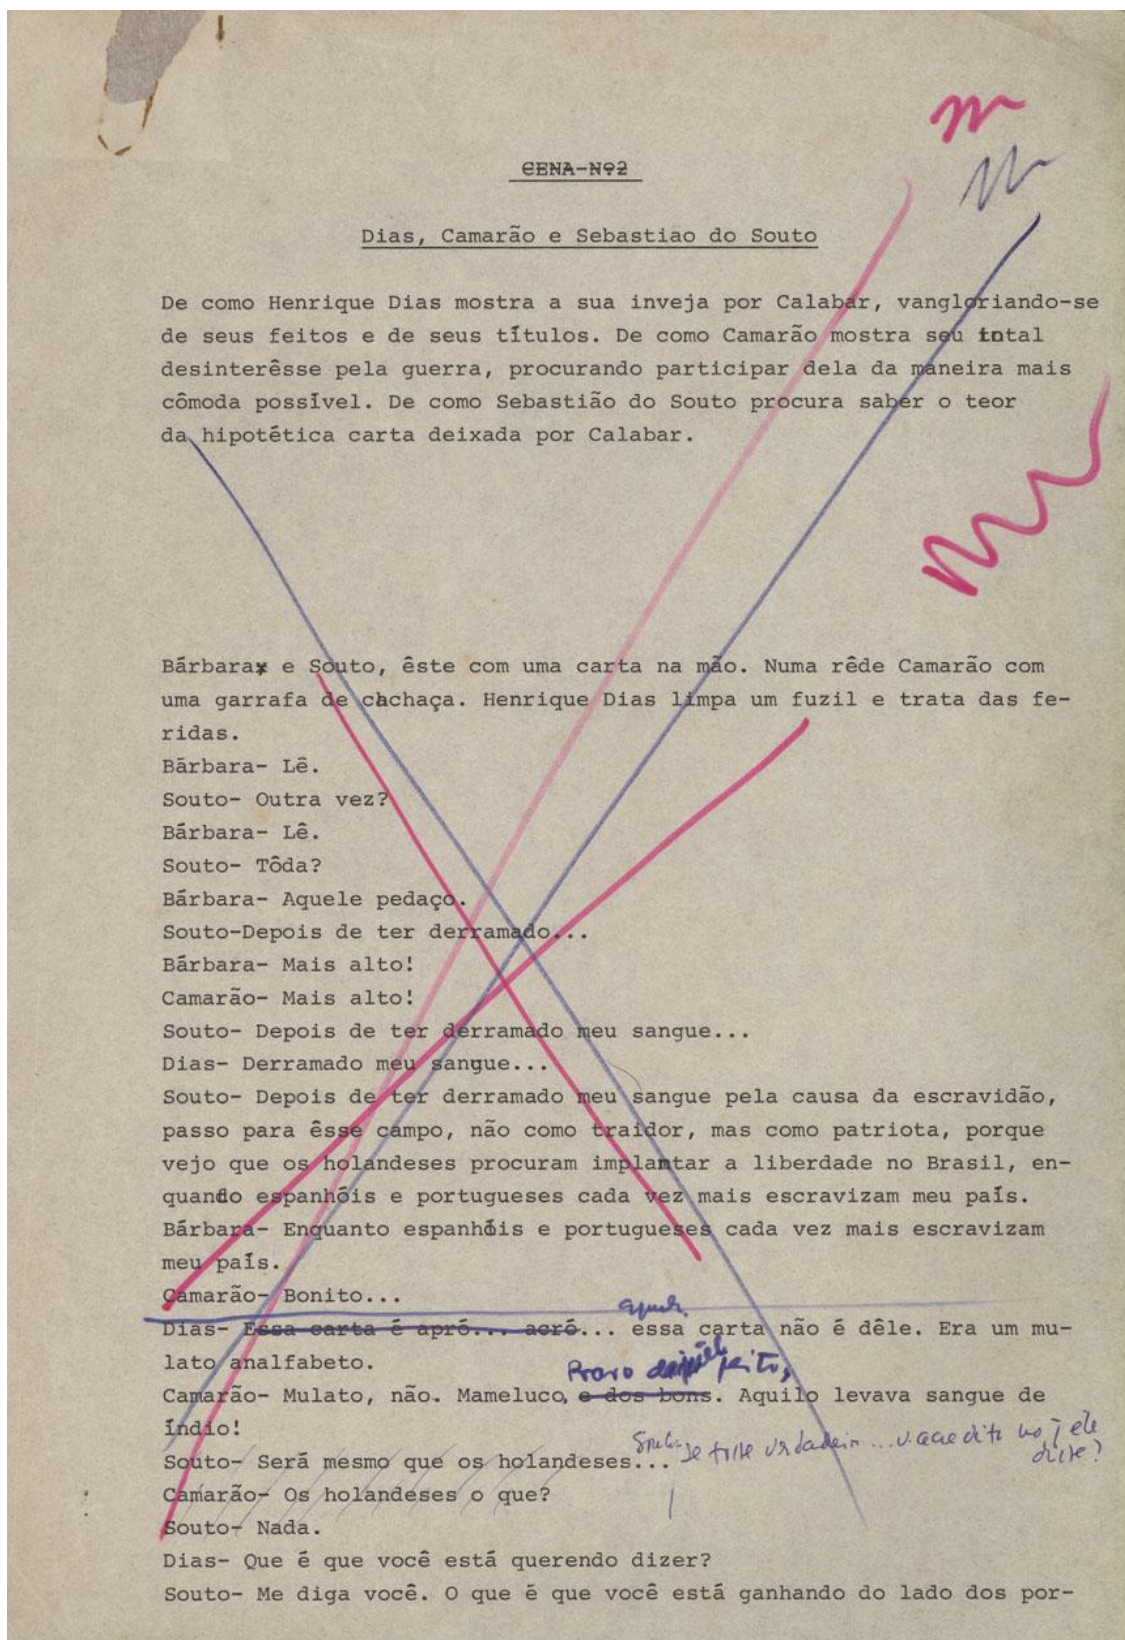 CENA-Nº2
Dias, Camarão e Sebastiao do Souto
De como Henrique Dias mostra a sua inveja por Calabar, vangloriando-se
de seus feitos e de seus títulos. De como Camarão mostra seu total
desinterêsse pela guerra, procurando participar dela da maneira mais
cômoda possível. De como Sebastião do Souto procura saber o teor
da hipotética carta deixada por Calabar.
Bárbara e Souto, êste com uma carta na mão. Numa rêde Camarão com
uma garrafa de cachaça. Henrique Dias limpa um fuzil e trata das fe-
ridas.
Bárbara- Lê.
Souto- Outra vez?
Bárbara- Lê.
Souto- Tôda?
Bárbara- Aquele pedaço.
Souto-Depois de ter derramado...
Bárbara- Mais alto!
Camarão- Mais alto!
Souto- Depois de ter derramado meu sangue...
Dias- Derramado meu sangue...
Souto- Depois de ter derramado meu sangue pela causa da escravidão,
passo para êsse campo, não como traidor, mas como patriota, porque
vejo que os holandeses procuram implantar a liberdade no Brasil, en-
quando espanhóis e portugueses cada vez mais escravizam meu país.
Bárbara- Enquanto espanhóis e portugueses cada vez mais escravizam
meu país.
Camarão- Bonito...
Dias- Essa carta é apró... acró... essa carta não é dêle. Era um mu-
lato analfabeto.
Camarão- Mulato, não. Mameluco, e dos bons. Aquilo levava sangue de
índio!
Souto- Será mesmo que os holandeses...
Camarão- Os holandeses o que?
Souto- Nada.
Dias- Que é que você está querendo dizer?
Souto- Me diga você. O que é que você está ganhando do lado dos por-